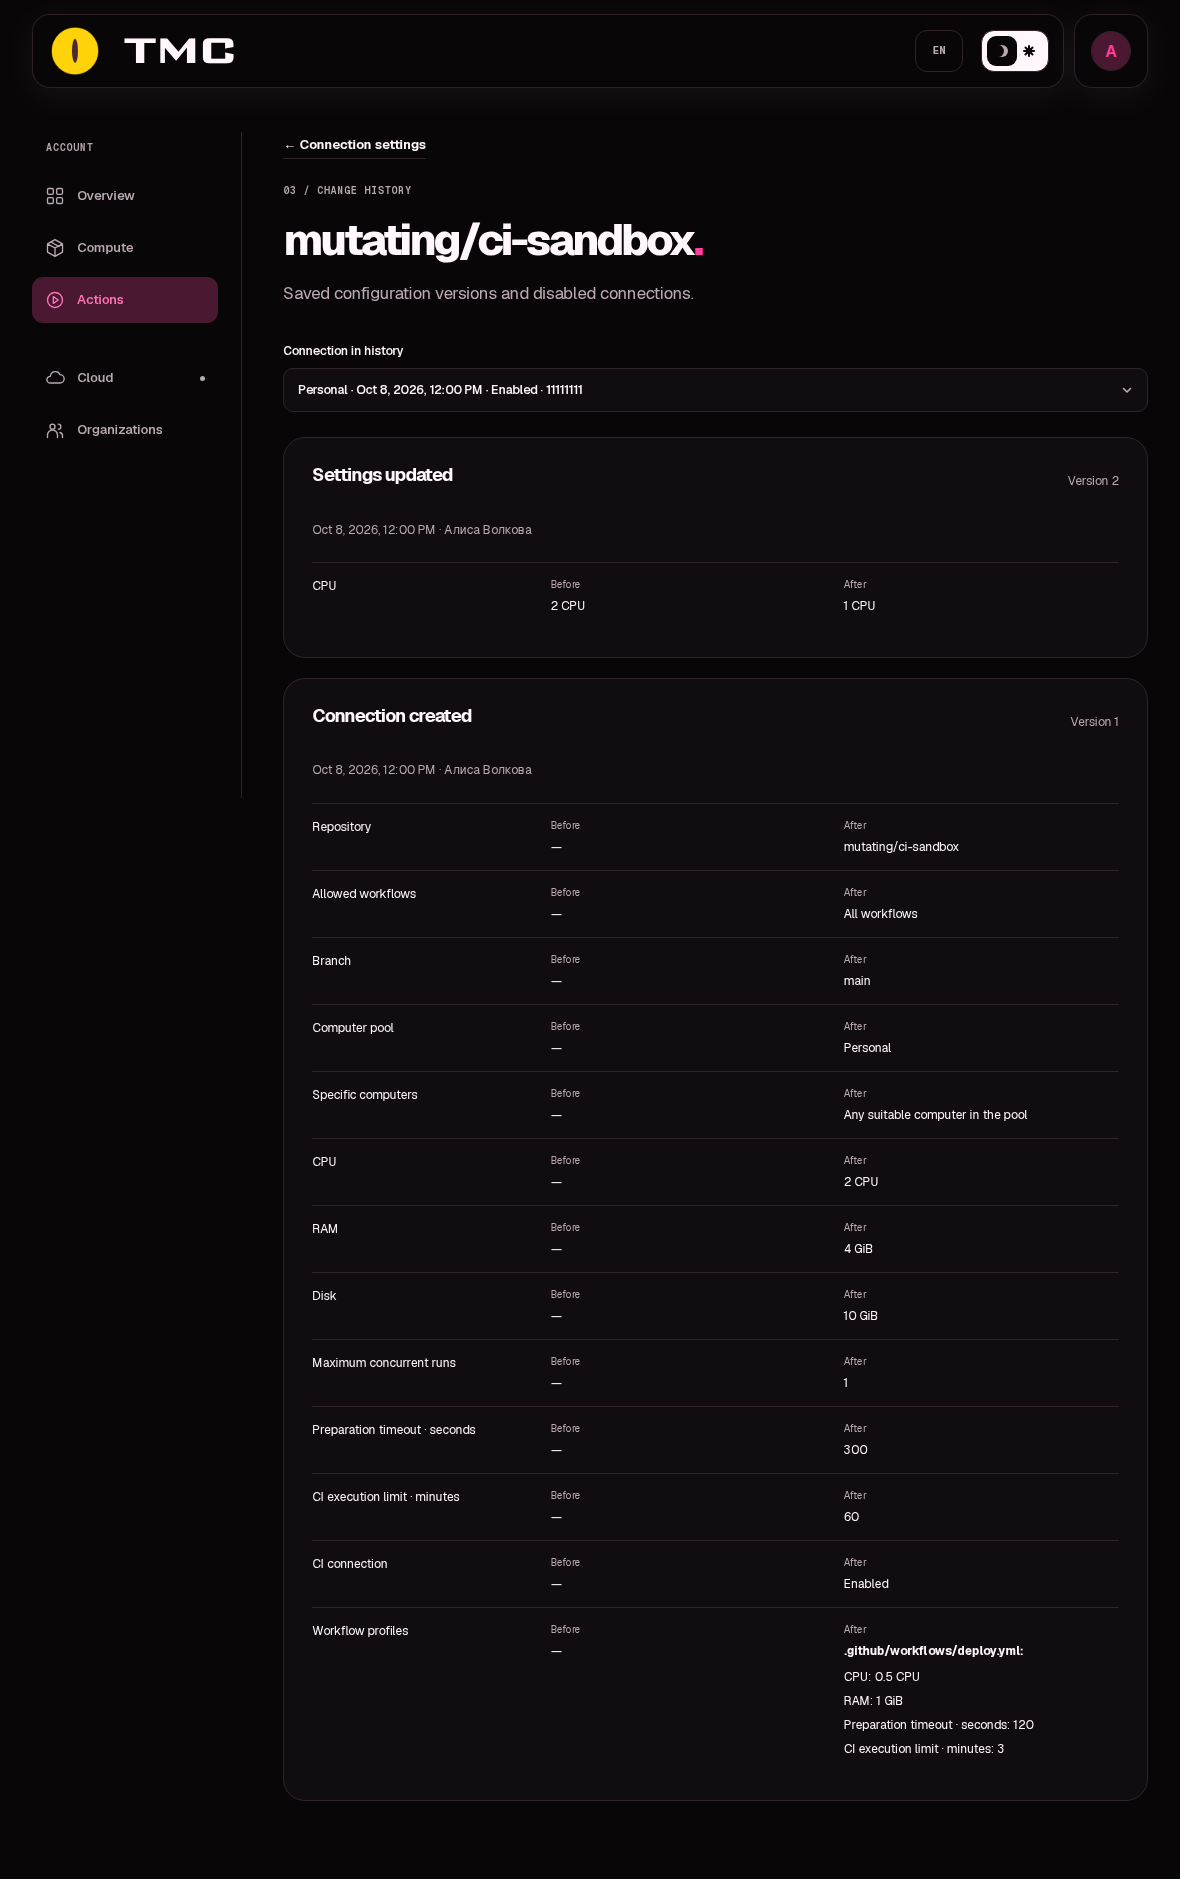 TMC
EN
A
ACCOUNT
Overview
Compute
Actions
Cloud
Organizations
← Connection settings
03 / CHANGE HISTORY
mutating/ci-sandbox.
Saved configuration versions and disabled connections.
Connection in history
Personal · Oct 8, 2026, 12:00 PM · Enabled · 11111111
Settings updated
Version 2
Oct 8, 2026, 12:00 PM · Алиса Волкова
CPU
Before
After
2 CPU
1 CPU
Connection created
Version 1
Oct 8, 2026, 12:00 PM · Алиса Волкова
Repository
Before
After
—
mutating/ci-sandbox
Allowed workflows
Before
After
—
All workflows
Branch
Before
After
—
main
Computer pool
Before
After
—
Personal
Specific computers
Before
After
—
Any suitable computer in the pool
CPU
Before
After
—
2 CPU
RAM
Before
After
—
4 GiB
Disk
Before
After
—
10 GiB
Maximum concurrent runs
Before
After
—
1
Preparation timeout · seconds
Before
After
—
300
CI execution limit · minutes
Before
After
—
60
CI connection
Before
After
—
Enabled
Workflow profiles
Before
After
—
.github/workflows/deploy.yml:
CPU: 0.5 CPU
RAM: 1 GiB
Preparation timeout · seconds: 120
CI execution limit · minutes: 3